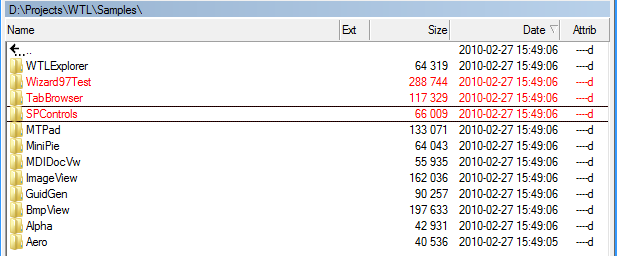 D:\Projects\WTL\Samples\
Name Ext Size Date Attrib
.. 2010-02-27 15:49:06 ----d
WTLExplorer 64 319 2010-02-27 15:49:06 ----d
Wizard97Test 288 744 2010-02-27 15:49:06 ----d
TabBrowser 117 329 2010-02-27 15:49:06 ----d
SPControls 66 009 2010-02-27 15:49:06 ----d
MTPad 133 071 2010-02-27 15:49:06 ----d
MiniPie 64 043 2010-02-27 15:49:06 ----d
MDIDocVw 55 935 2010-02-27 15:49:06 ----d
ImageView 162 036 2010-02-27 15:49:06 ----d
GuidGen 90 257 2010-02-27 15:49:06 ----d
BmpView 197 633 2010-02-27 15:49:06 ----d
Alpha 42 931 2010-02-27 15:49:06 ----d
Aero 40 536 2010-02-27 15:49:05 ----d